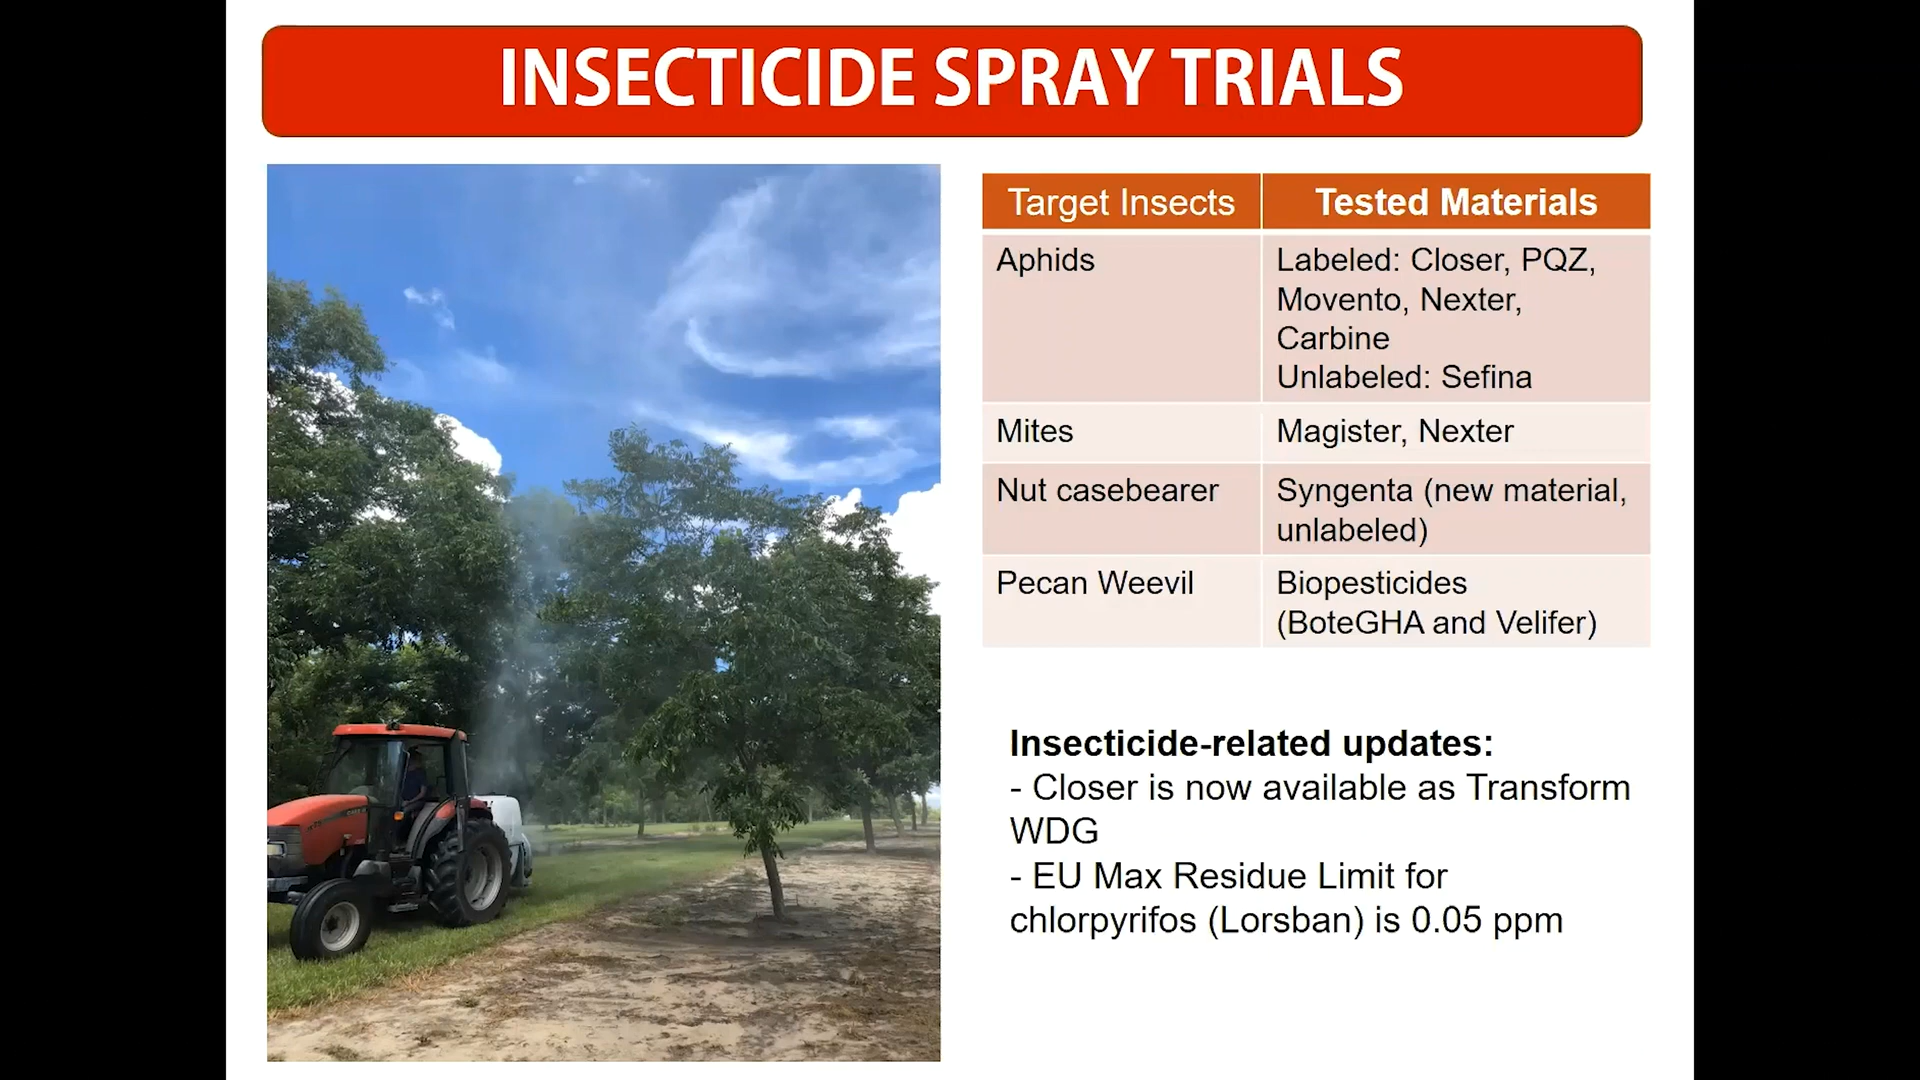 INSECTICIDE SPRAY TRIALS
Target Insects
Tested Materials
Aphids
Labeled: Closer, PQZ,
Movento, Nexter,
Carbine
Unlabeled: Sefina
Mites
Magister, Nexter
Nut casebearer
Syngenta (new material,
unlabeled)
Pecan Weevil
Biopesticides
(BoteGHA and Velifer)
Insecticide-related updates:
- Closer is now available as Transform
WDG
- EU Max Residue Limit for
chlorpyrifos (Lorsban) is 0.05 ppm